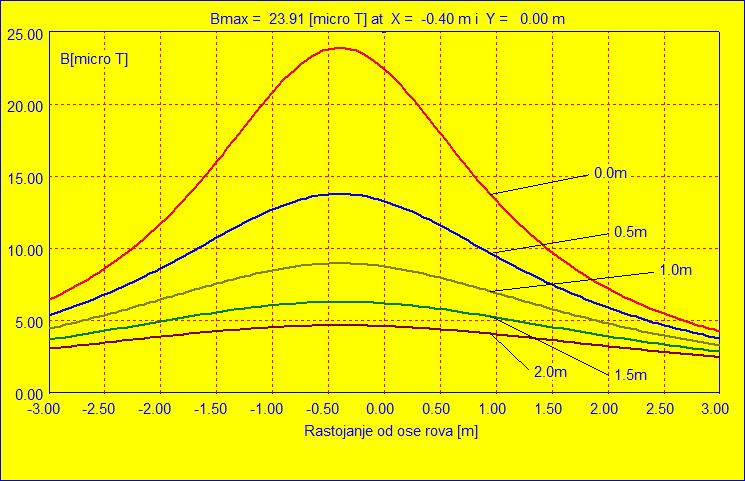 Bmax = 23.91 [micro T] at X = -0.40 m i Y = 0.00 m
25.00
B[micro T]
20.00
15.00
0.0m
0.5m
10.00
1.0m
5.00
2.0m
1.5m
0.00
-3.00 -2.50 -2.00 -1.50 -1.00 -0.50 0.00 0.50 1.00 1.50 2.00 2.50 3.00
Rastojanje od ose rova [m]